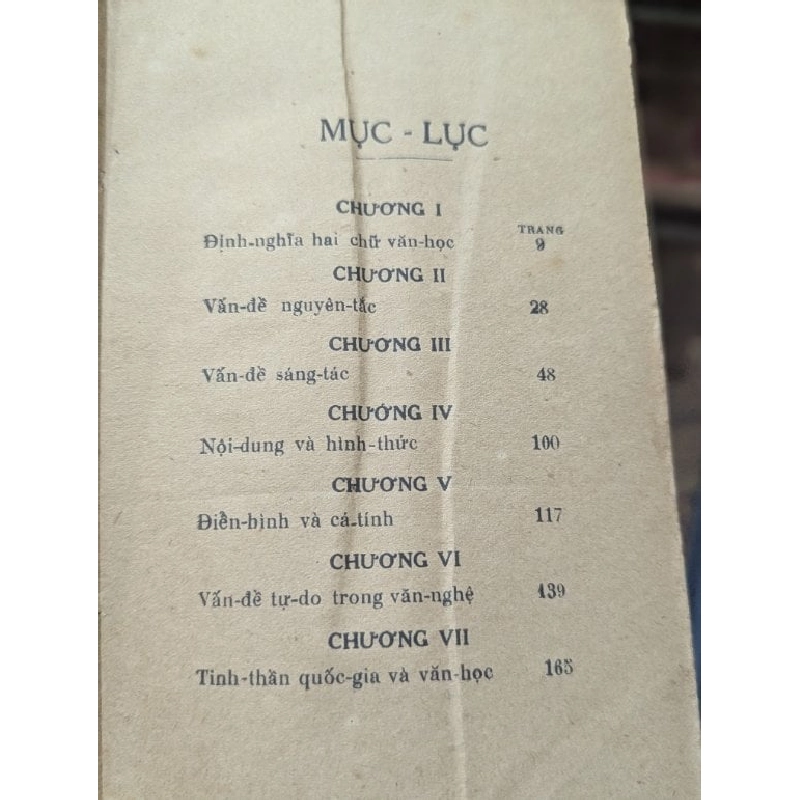 MỤC - LỤC
CHƯƠNG I
TRANG
Định-nghĩa hai chữ văn-học 9
CHƯƠNG II
Vấn-đề nguyên-tắc 28
CHƯƠNG III
Vấn-đề sáng-tác 48
CHƯƠNG IV
Nội-dung và hình-thức 100
CHƯƠNG V
Điền-hình và cá-tính 117
CHƯƠNG VI
Vấn-đề tự-do trong văn-nghệ 139
CHƯƠNG VII
Tinh-thần quốc-gia và văn-học 165